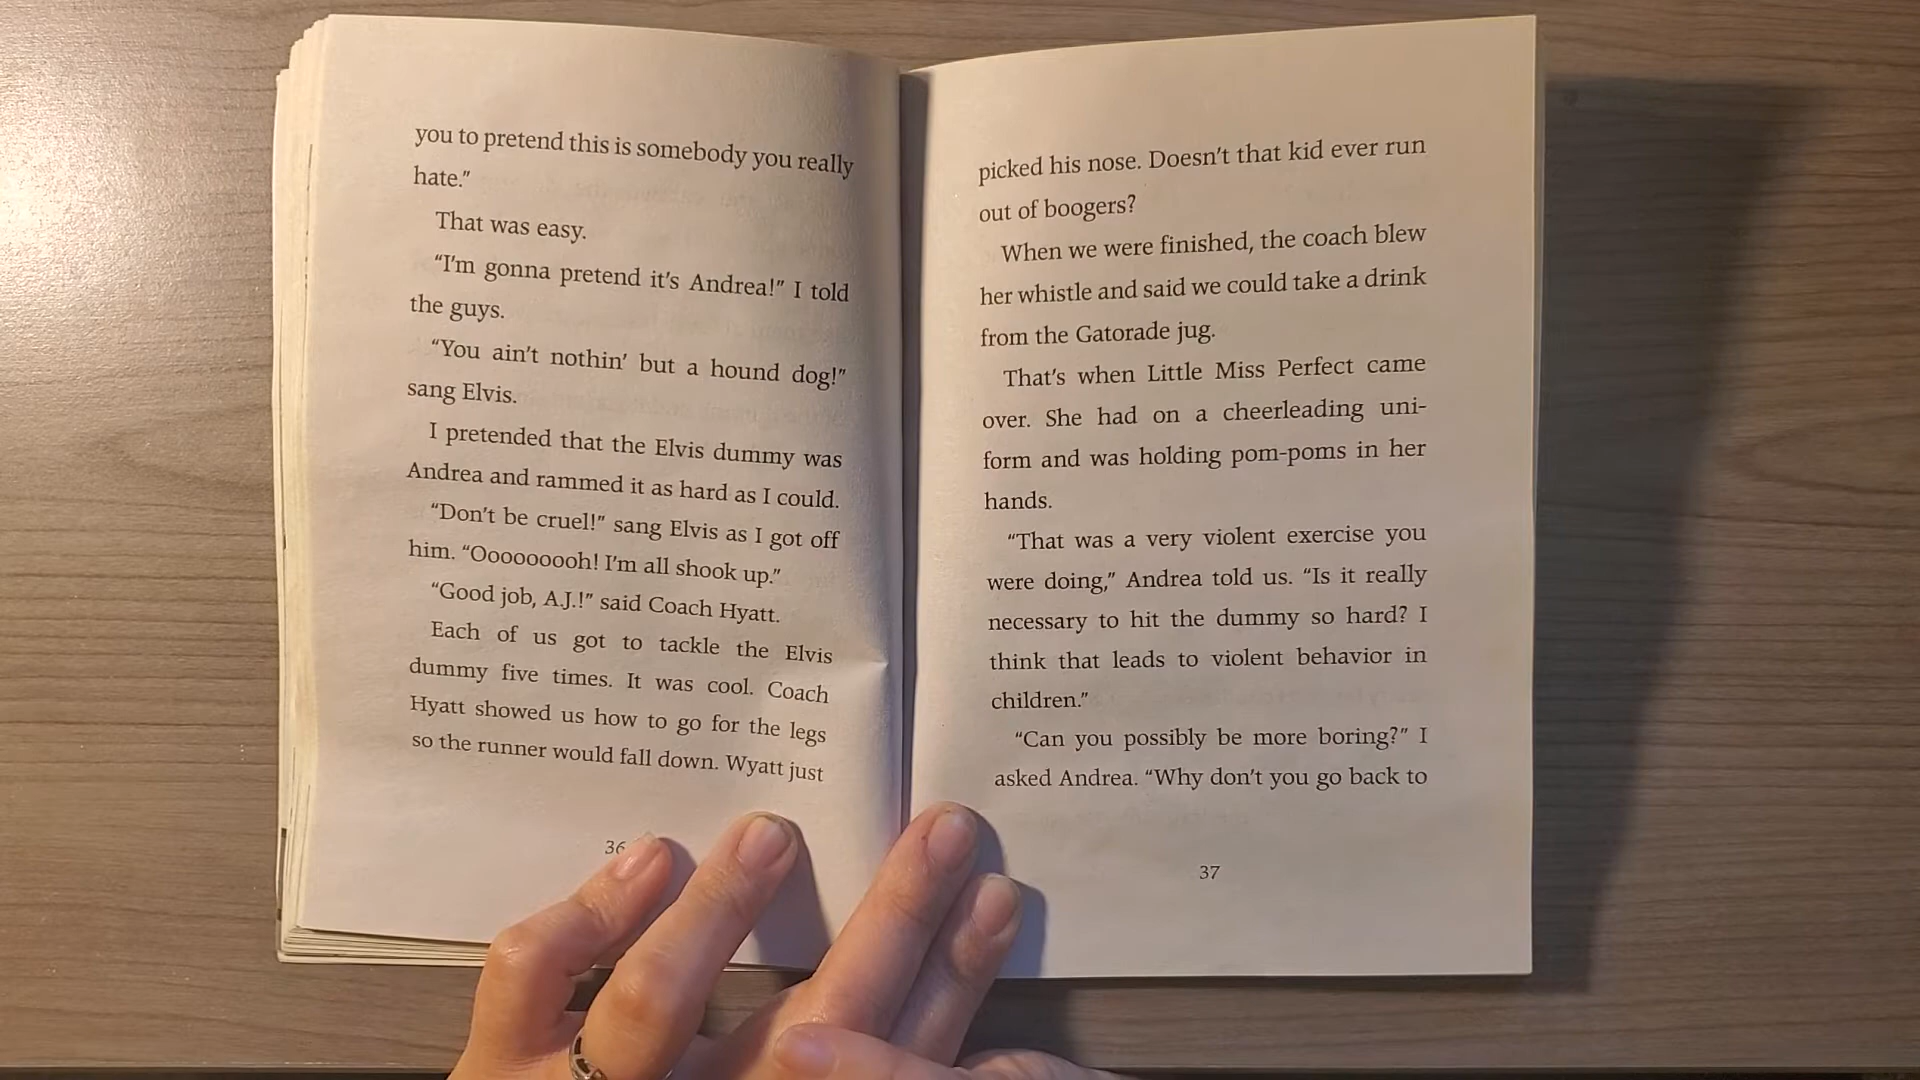 you to pretend this is somebody you really
hate.”
That was easy.
“I'm gonna pretend it's Andrea!” I told
the guys.
“You ain't nothin' but a hound dog!”
sang Elvis.
I pretended that the Elvis dummy was
Andrea and rammed it as hard as I could.
“Don't be cruel!” sang Elvis as I got off
him. “Ooooooooh! I'm all shook up.”
“Good job, A.J.!” said Coach Hyatt.
Each of us got to tackle the Elvis
dummy five times. It was cool. Coach
Hyatt showed us how to go for the legs
so the runner would fall down. Wyatt just
36
picked his nose. Doesn't that kid ever run
out of boogers?
When we were finished, the coach blew
her whistle and said we could take a drink
from the Gatorade jug.
That's when Little Miss Perfect came
over. She had on a cheerleading uni-
form and was holding pom-poms in her
hands.
“That was a very violent exercise you
were doing,” Andrea told us. “Is it really
necessary to hit the dummy so hard? I
think that leads to violent behavior in
children.”
“Can you possibly be more boring?” I
asked Andrea. “Why don't you go back to
37